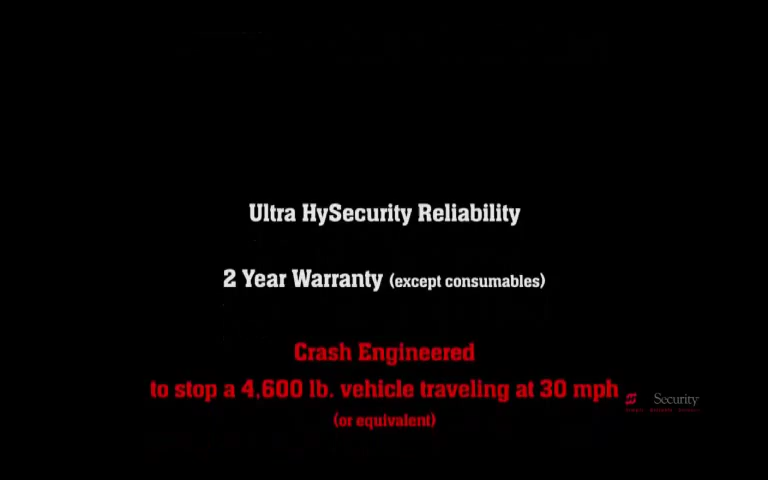 Ultra HySecurity Reliability
2 Year Warranty (except consumables)
Crash Engineered
to stop a 4,600 lb. vehicle traveling at 30 mph
(or equivalent)
Security